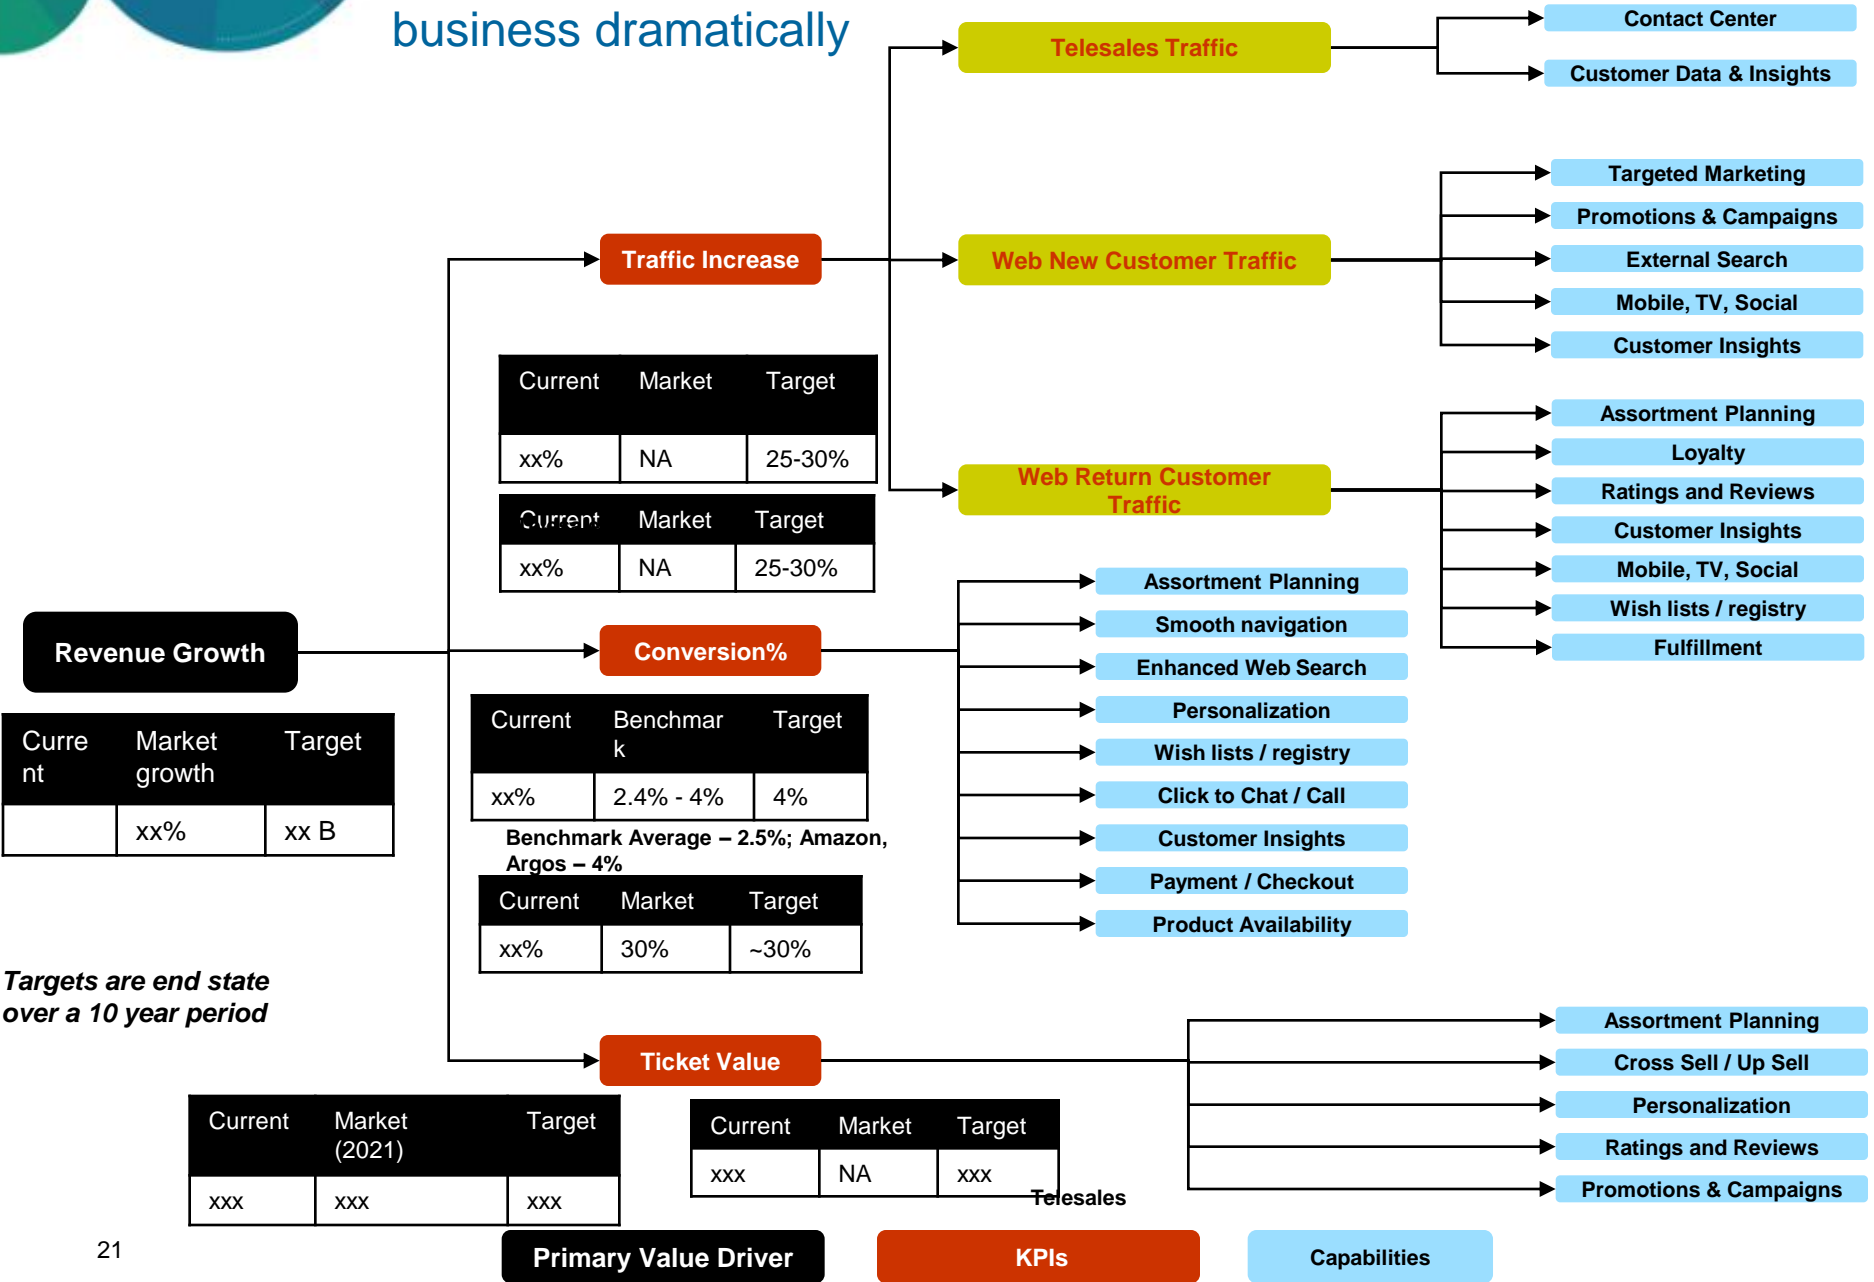 business dramatically
Telesales Traffic
Contact Center
Customer Data & Insights
Traffic Increase
Web New Customer Traffic
Targeted Marketing
Promotions & Campaigns
External Search
Mobile, TV, Social
Customer Insights
Current Market Target
xx% NA 25-30%
Current Market Target
xx% NA 25-30%
Web Return Customer
Traffic
Assortment Planning
Loyalty
Ratings and Reviews
Customer Insights
Mobile, TV, Social
Wish lists / registry
Fulfillment
Revenue Growth
Curre
nt
Market
growth
Target
xx% xx B
Conversion%
Assortment Planning
Smooth navigation
Enhanced Web Search
Personalization
Wish lists / registry
Click to Chat / Call
Customer Insights
Payment / Checkout
Product Availability
Current
Benchmar
k
Target
xx% 2.4% - 4% 4%
Benchmark Average – 2.5%; Amazon,
Argos – 4%
Current Market Target
xx% 30% ~30%
Targets are end state
over a 10 year period
Ticket Value
Assortment Planning
Cross Sell / Up Sell
Personalization
Ratings and Reviews
Promotions & Campaigns
Current
Market
(2021)
Target
xxx xxx xxx
Current Market Target
xxx NA xxx
Telesales
21
Primary Value Driver
KPIs
Capabilities